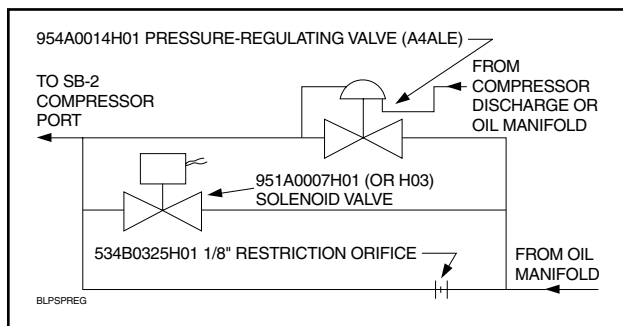 954A0014H01 PRESSURE-REGULATING VALVE (A4ALE)
TO SB-2
COMPRESSOR
PORT
FROM
COMPRESSOR
DISCHARGE OR
OIL MANIFOLD
951A0007H01 (OR H03)
SOLENOID VALVE
534B0325H01 1/8" RESTRICTION ORIFICE
FROM OIL
MANIFOLD
BLPSPREG